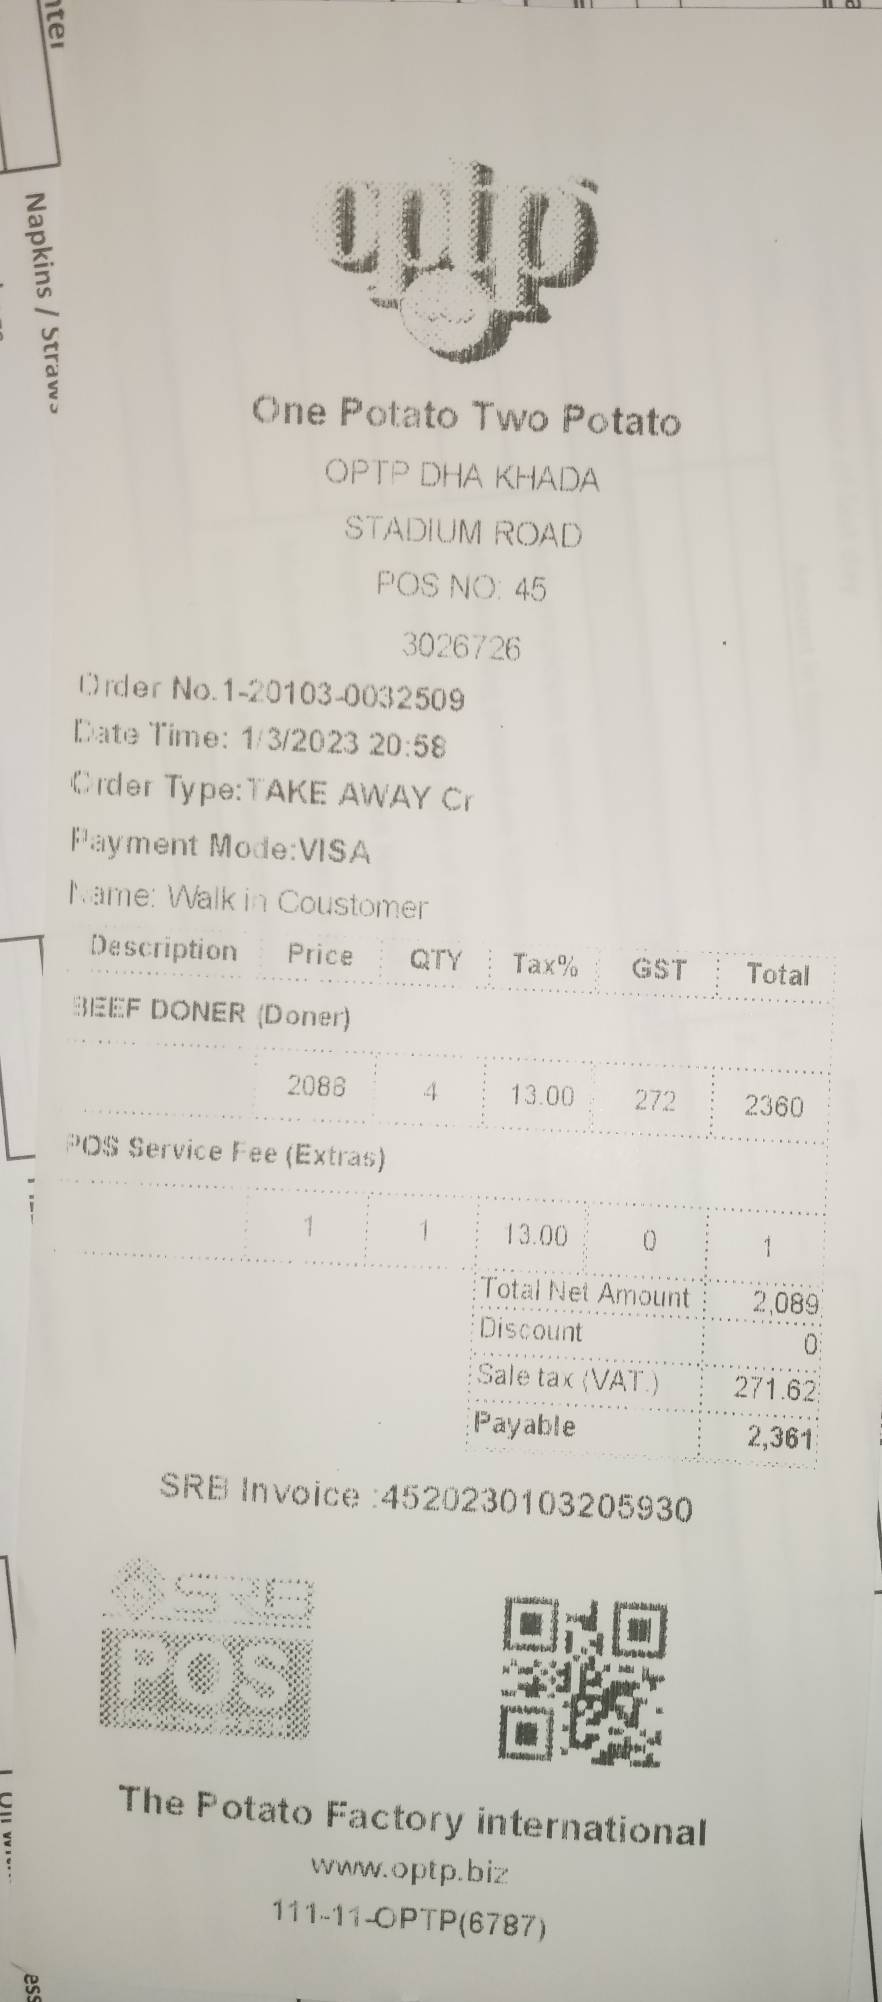 nter
Napkins / Straws
optp
One Potato Two Potato
OPTP DHA KHADA
STADIUM ROAD
POS NO: 45
3026726
Order No.1-20103-0032509
Date Time: 1/3/2023 20:58
Order Type:TAKE AWAY Cr
Payment Mode:VISA
Name: Walk in Coustomer
Description Price QTY Tax% GST Total
BEEF DONER (Doner)
2088 4 13.00 272 2360
POS Service Fee (Extras)
1 1 13.00 0 1
Total Net Amount 2,089
Discount 0
Sale tax (VAT.) 271.62
Payable 2,361
SRB Invoice :4520230103205930
SRB
POS
The Potato Factory international
www.optp.biz
111-11-OPTP(6787)